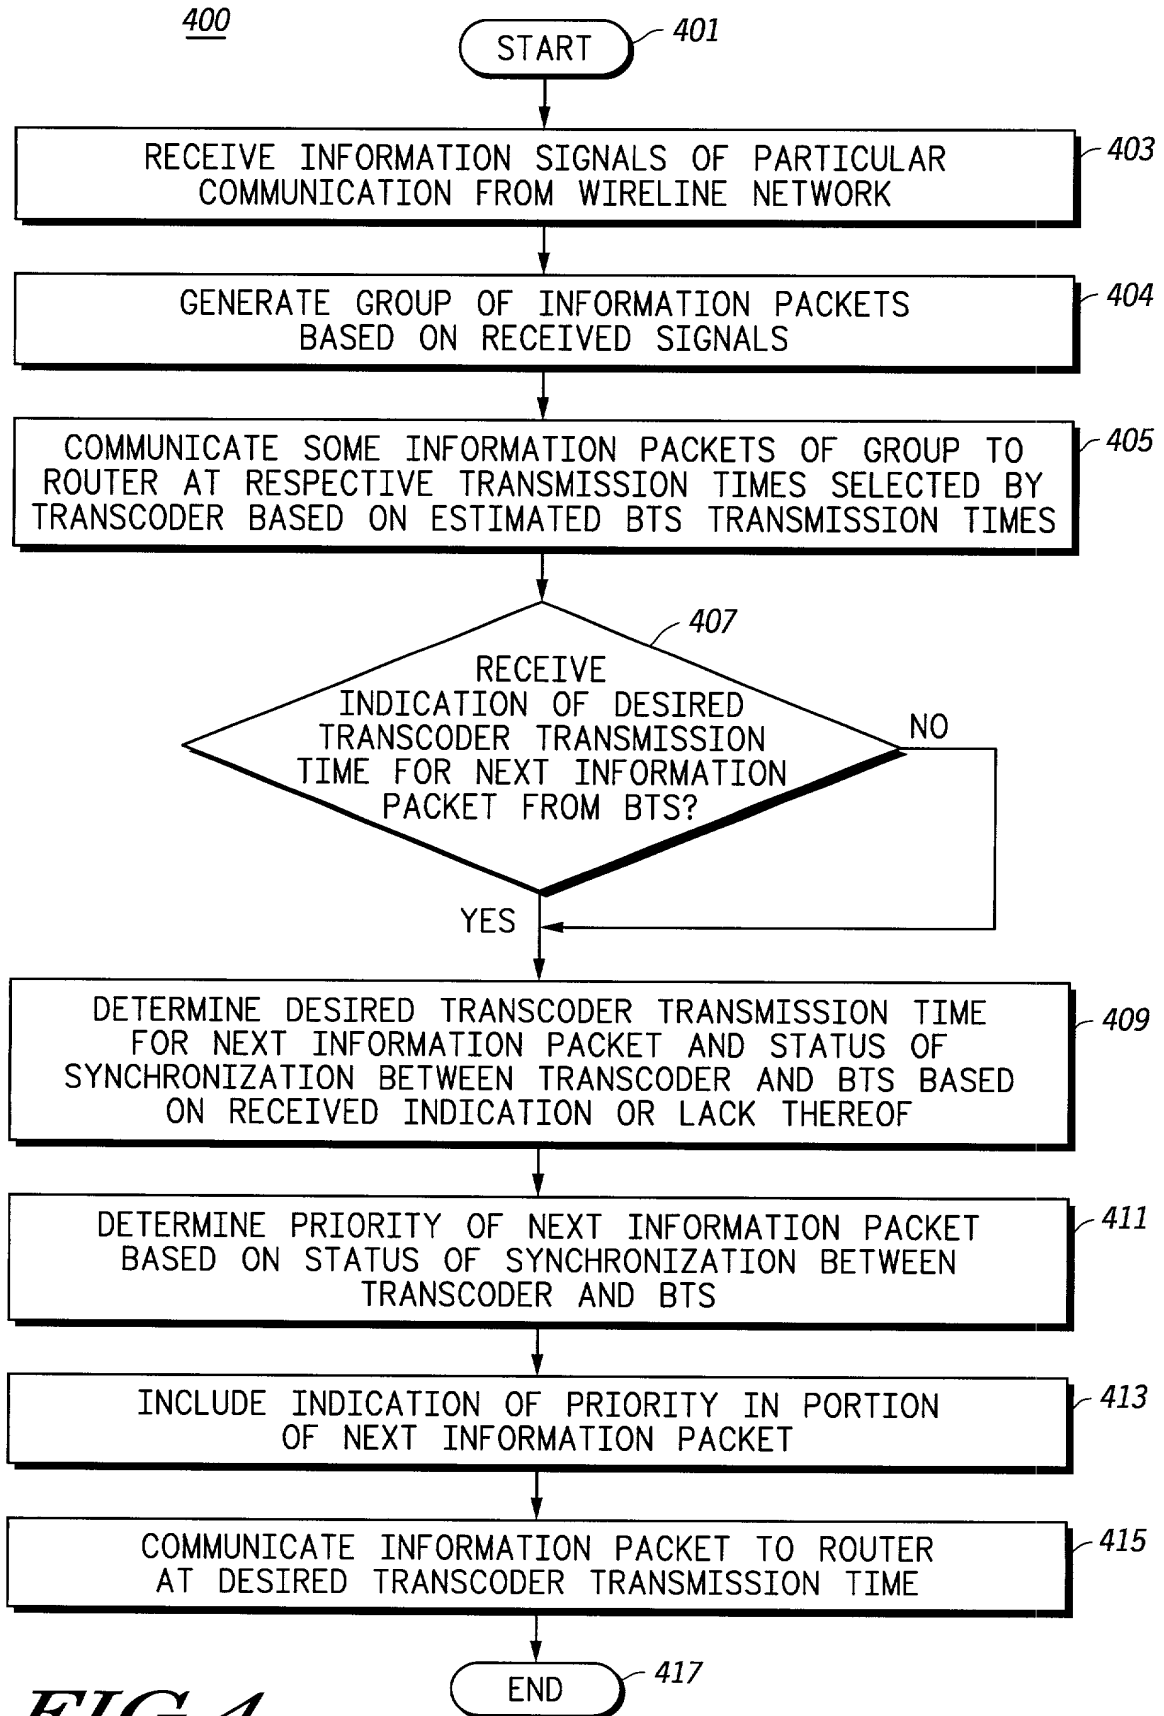 400
START
401
RECEIVE INFORMATION SIGNALS OF PARTICULAR
COMMUNICATION FROM WIRELINE NETWORK
403
GENERATE GROUP OF INFORMATION PACKETS
BASED ON RECEIVED SIGNALS
404
COMMUNICATE SOME INFORMATION PACKETS OF GROUP TO
ROUTER AT RESPECTIVE TRANSMISSION TIMES SELECTED BY
TRANSCODER BASED ON ESTIMATED BTS TRANSMISSION TIMES
405
407
RECEIVE
INDICATION OF DESIRED
TRANSCODER TRANSMISSION
TIME FOR NEXT INFORMATION
PACKET FROM BTS?
NO
YES
DETERMINE DESIRED TRANSCODER TRANSMISSION TIME
FOR NEXT INFORMATION PACKET AND STATUS OF
SYNCHRONIZATION BETWEEN TRANSCODER AND BTS BASED
ON RECEIVED INDICATION OR LACK THEREOF
409
DETERMINE PRIORITY OF NEXT INFORMATION PACKET
BASED ON STATUS OF SYNCHRONIZATION BETWEEN
TRANSCODER AND BTS
411
INCLUDE INDICATION OF PRIORITY IN PORTION
OF NEXT INFORMATION PACKET
413
COMMUNICATE INFORMATION PACKET TO ROUTER
AT DESIRED TRANSCODER TRANSMISSION TIME
415
END
417
FIG.4